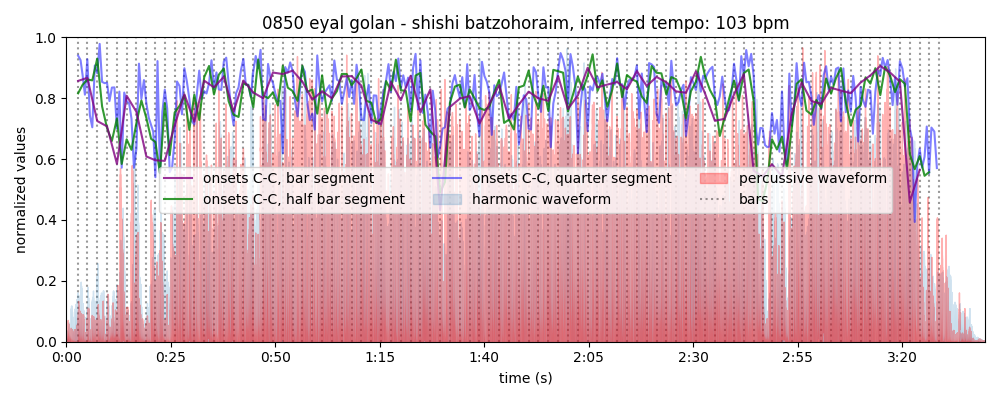 0850 eyal golan - shishi batzohoraim, inferred tempo: 103 bpm
normalized values
1.0
0.8
0.6
0.4
0.2
0.0
onsets C-C, bar segment
onsets C-C, half bar segment
onsets C-C, quarter segment
harmonic waveform
percussive waveform
bars
0:00 0:25 0:50 1:15 1:40 2:05 2:30 2:55 3:20
time (s)